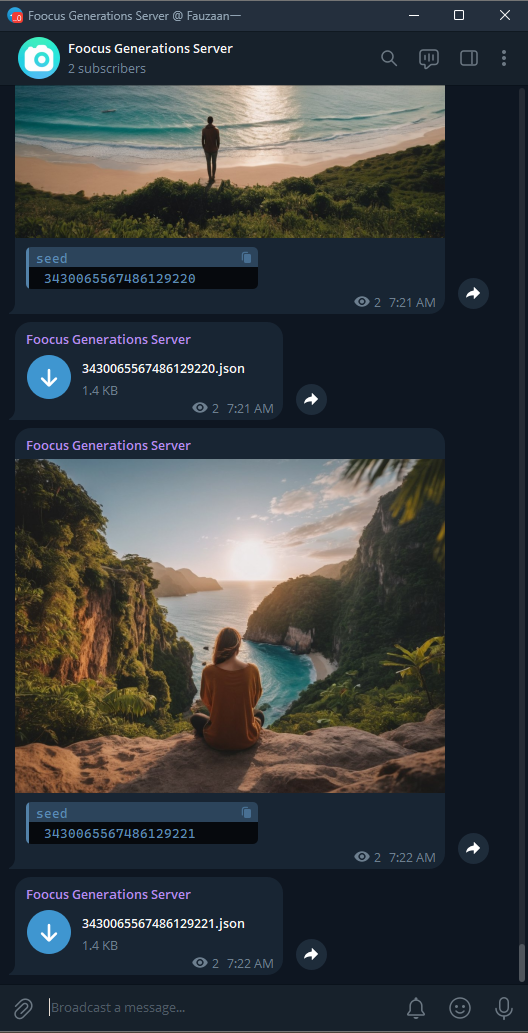 Foocus Generations Server @ Fauzaan—
Foocus Generations Server
2 subscribers
seed
3430065567486129220
2 7:21 AM
Foocus Generations Server
3430065567486129220.json
1.4 KB
2 7:21 AM
Foocus Generations Server
seed
3430065567486129221
2 7:22 AM
Foocus Generations Server
3430065567486129221.json
1.4 KB
2 7:22 AM
Broadcast a message...